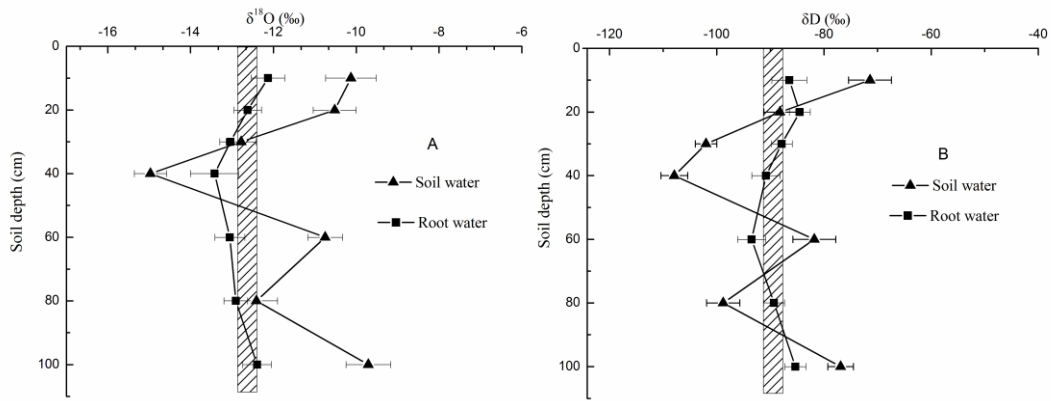 δ¹⁸O (‰)
-16 -14 -12 -10 -8 -6
0
20
40
60
80
100
Soil depth (cm)
A
Soil water
Root water
δD (‰)
-120 -100 -80 -60 -40
0
20
40
60
80
100
Soil depth (cm)
B
Soil water
Root water